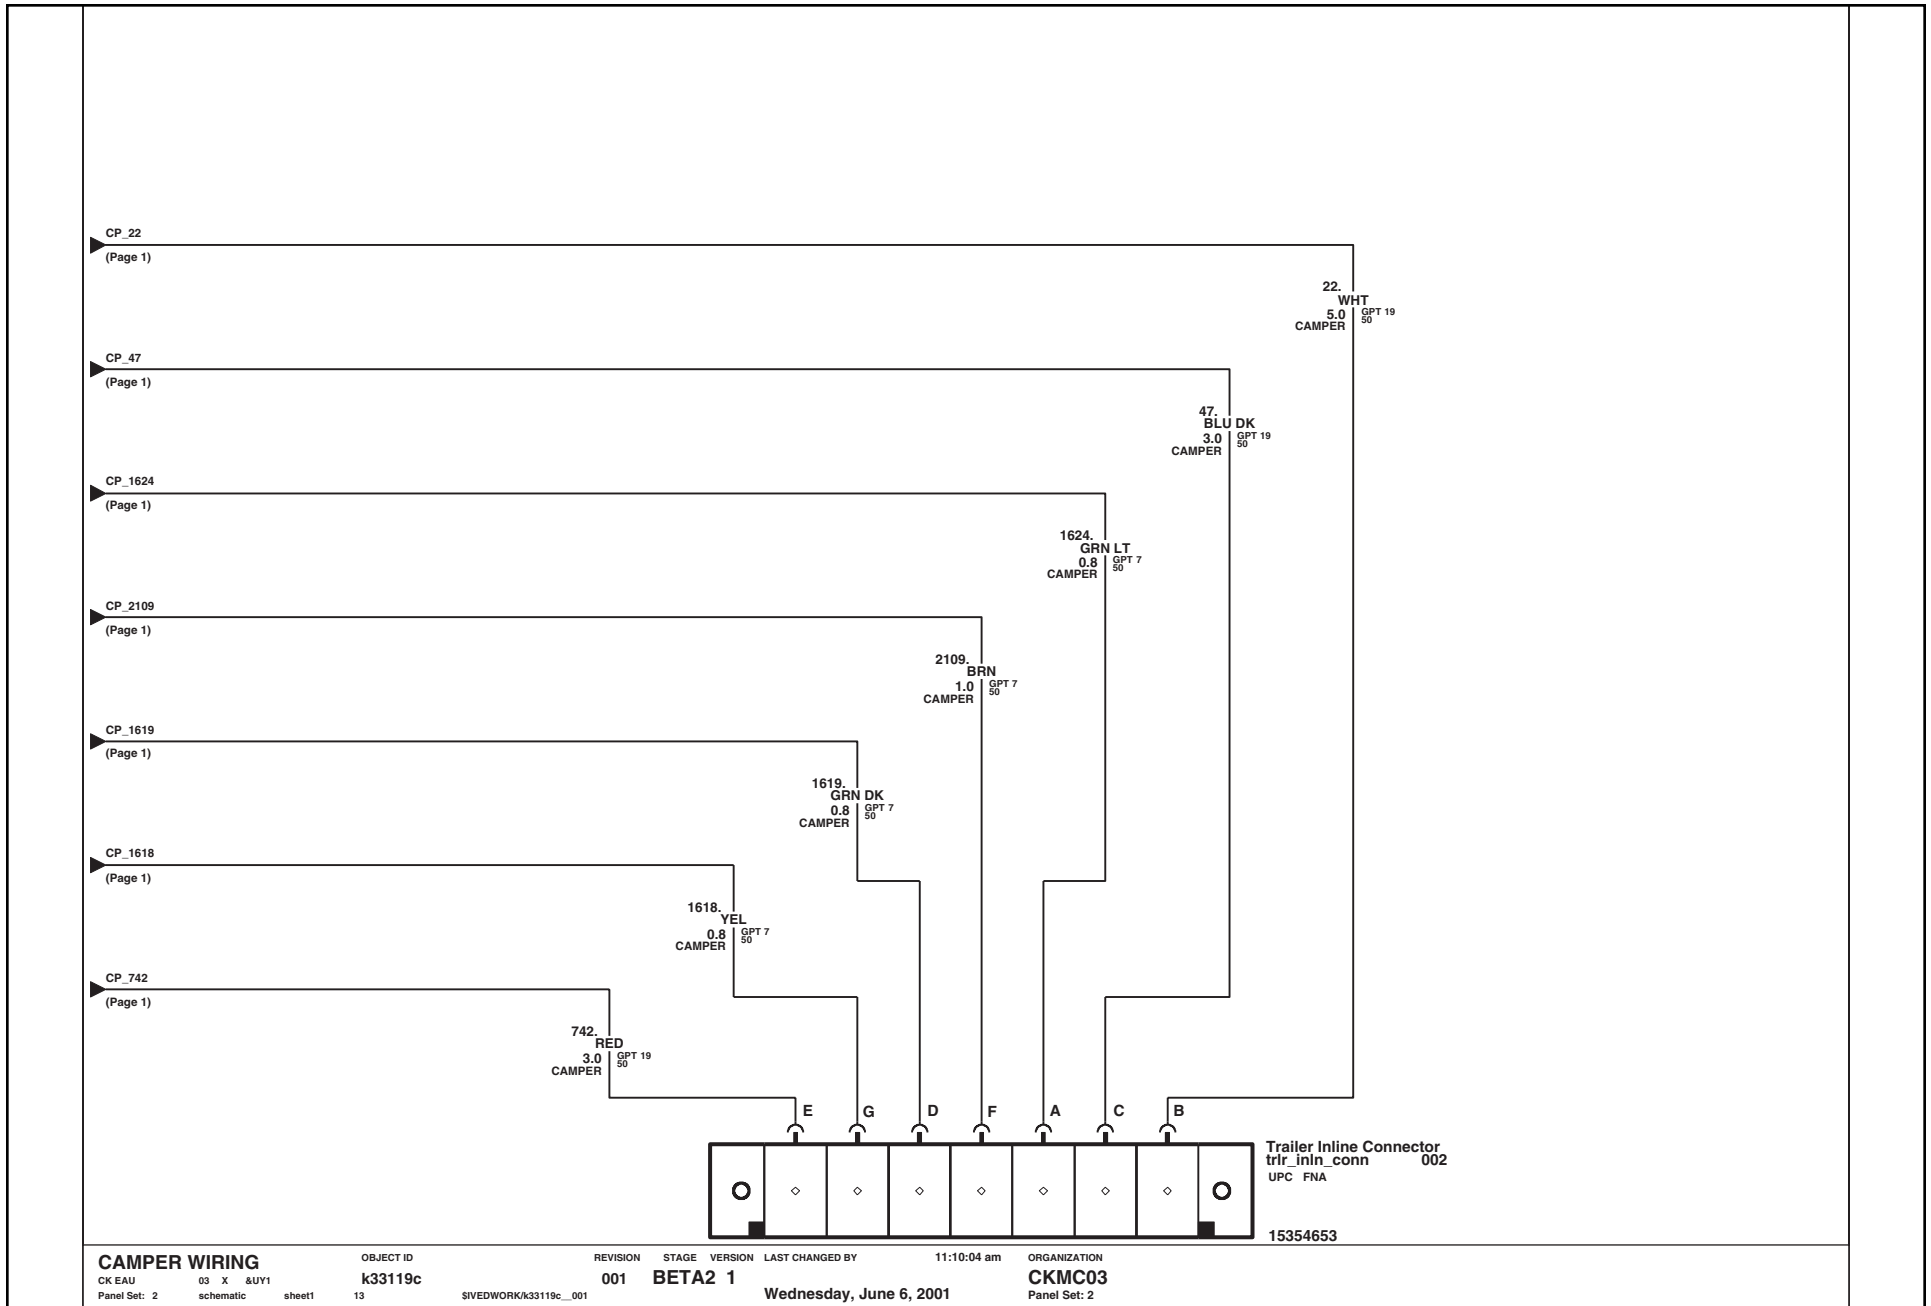 CP_22
(Page 1)
22.
WHT
5.0 GPT 19
50
CAMPER
CP_47
(Page 1)
47.
BLU DK
3.0 GPT 19
50
CAMPER
CP_1624
(Page 1)
1624.
GRN LT
0.8 GPT 7
50
CAMPER
CP_2109
(Page 1)
2109.
BRN
1.0 GPT 7
50
CAMPER
CP_1619
(Page 1)
1619.
GRN DK
0.8 GPT 7
50
CAMPER
CP_1618
(Page 1)
1618.
YEL
0.8 GPT 7
50
CAMPER
CP_742
(Page 1)
742.
RED
3.0 GPT 19
50
CAMPER
E G D F A C B
Trailer Inline Connector
trlr_inln_conn 002
UPC FNA
15354653
CAMPER WIRING OBJECT ID REVISION STAGE VERSION LAST CHANGED BY 11:10:04 am ORGANIZATION
CK EAU 03 X &UY1 k33119c 001 BETA2 1 CKMC03
Panel Set: 2 schematic sheet1 13 $IVEDWORK/k33119c__001 Wednesday, June 6, 2001 Panel Set: 2